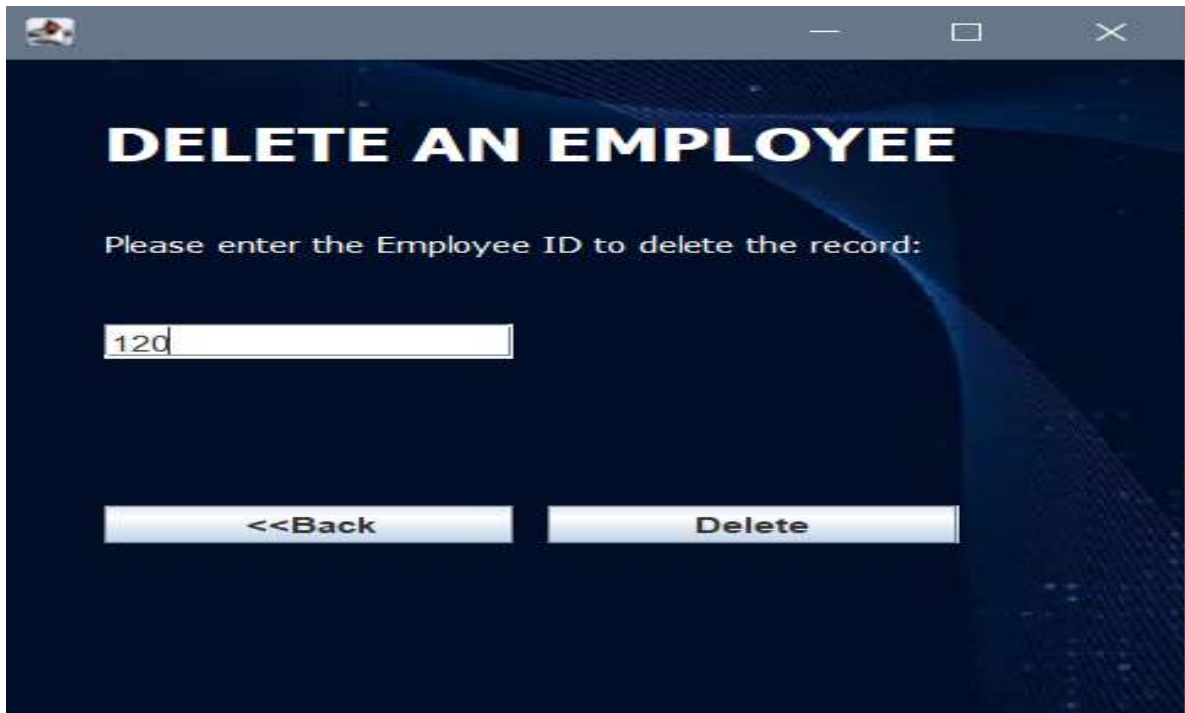 DELETE AN EMPLOYEE
Please enter the Employee ID to delete the record:
120
<<Back Delete